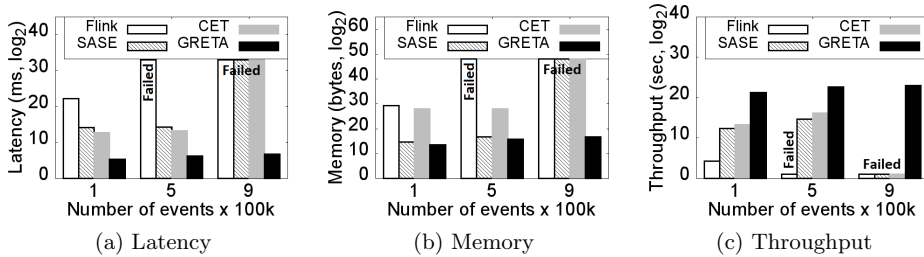 Latency (ms, log2)
40
30
20
10
0
Flink
CET
SASE
GRETA
Failed
Failed
1
5
9
Number of events x 100k
(a) Latency
Memory (bytes, log2)
60
50
40
30
20
10
0
Flink
CET
SASE
GRETA
Failed
Failed
1
5
9
Number of events x 100k
(b) Memory
Throughput (sec, log2)
40
30
20
10
0
Flink
CET
SASE
GRETA
Failed
Failed
1
5
9
Number of events x 100k
(c) Throughput